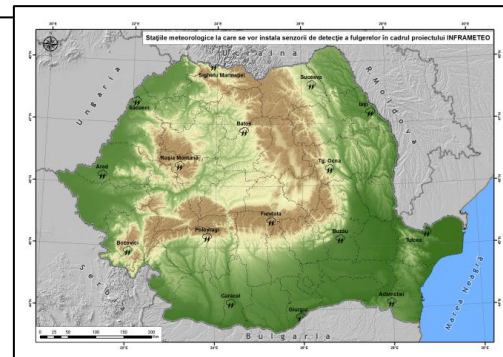 Stațiile meteorologice la care se vor instala senzorii de detecție a fulgerelor în cadrul proiectului INFRAMETEO
Ucraina
Sighetu Marmației
Suceava
Ungaria
R Moldova
Săcueni
Iași
Batoș
Roșia Montană
Tg. Ocna
Arad
Fundata
Polovragi
Buzău
Tulcea
Bozovici
Serbia
Caracal
Giurgiu
Adamclisi
Marea Neagră
Bulgaria